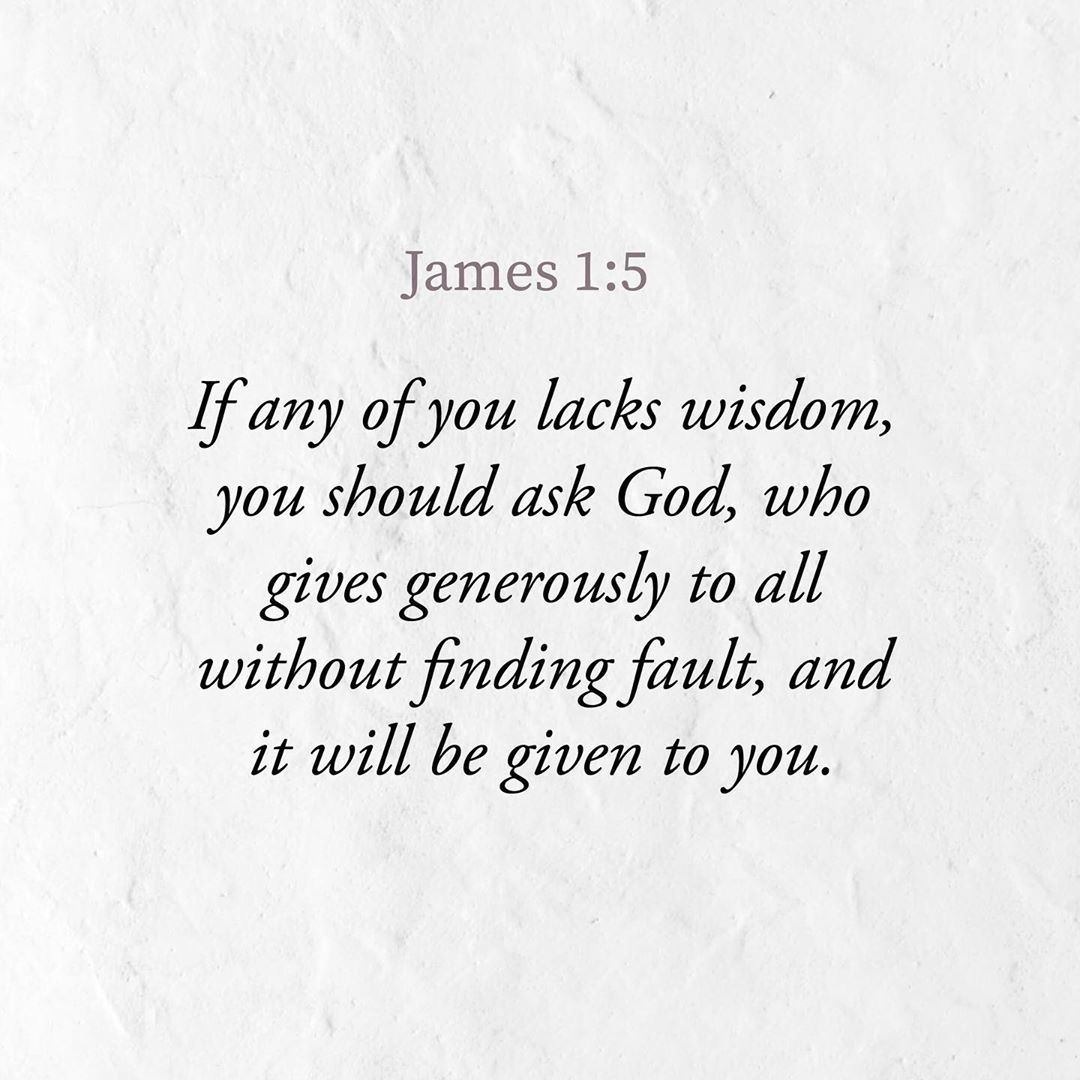 James 1:5
If any of you lacks wisdom,
you should ask God, who
gives generously to all
without finding fault, and
it will be given to you.